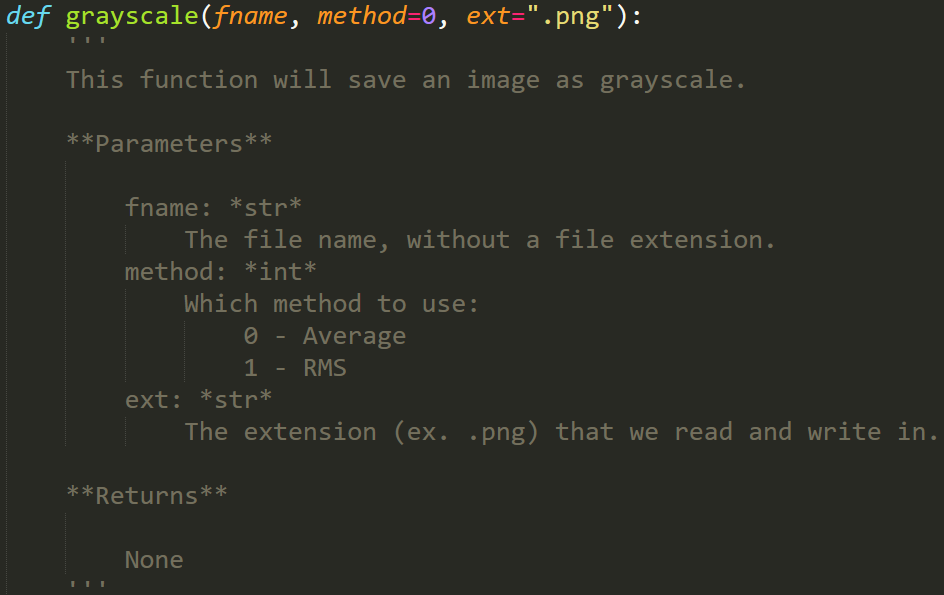 def grayscale(fname, method=0, ext=".png"):
'''
This function will save an image as grayscale.
**Parameters**
fname: *str*
The file name, without a file extension.
method: *int*
Which method to use:
0 - Average
1 - RMS
ext: *str*
The extension (ex. .png) that we read and write in.
**Returns**
None
'''